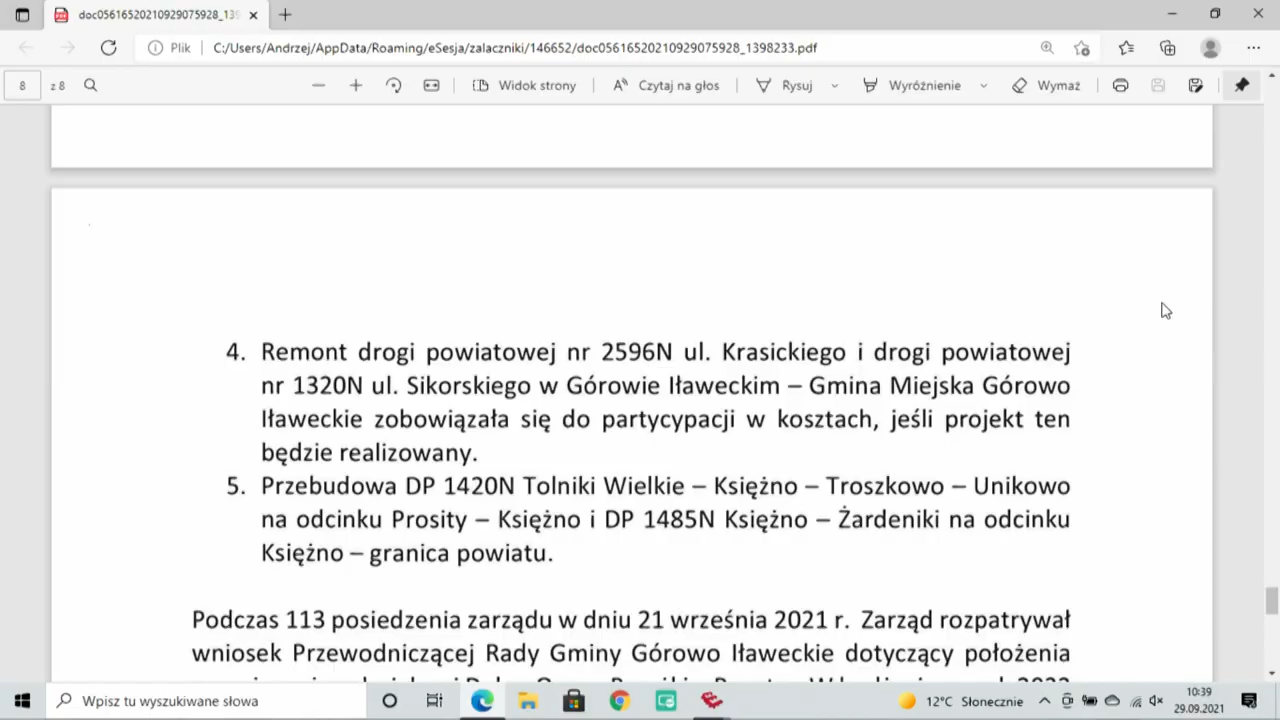 doc05616520210929075928_139
Plik
C:/Users/Andrzej/AppData/Roaming/eSesja/zalaczniki/146652/doc05616520210929075928_1398233.pdf
8 z 8
Widok strony
Czytaj na głos
Rysuj
Wyróżnienie
Wymaż
4. Remont drogi powiatowej nr 2596N ul. Krasickiego i drogi powiatowej
nr 1320N ul. Sikorskiego w Górowie Iławeckim – Gmina Miejska Górowo
Iławeckie zobowiązała się do partycypacji w kosztach, jeśli projekt ten
będzie realizowany.
5. Przebudowa DP 1420N Tolniki Wielkie – Księżno – Troszkowo – Unikowo
na odcinku Prosity – Księżno i DP 1485N Księżno – Żardeniki na odcinku
Księżno – granica powiatu.
Podczas 113 posiedzenia zarządu w dniu 21 września 2021 r. Zarząd rozpatrywał
wniosek Przewodniczącej Rady Gminy Górowo Iławeckie dotyczący położenia
Wpisz tu wyszukiwane słowa
12°C Słonecznie
10:39
29.09.2021